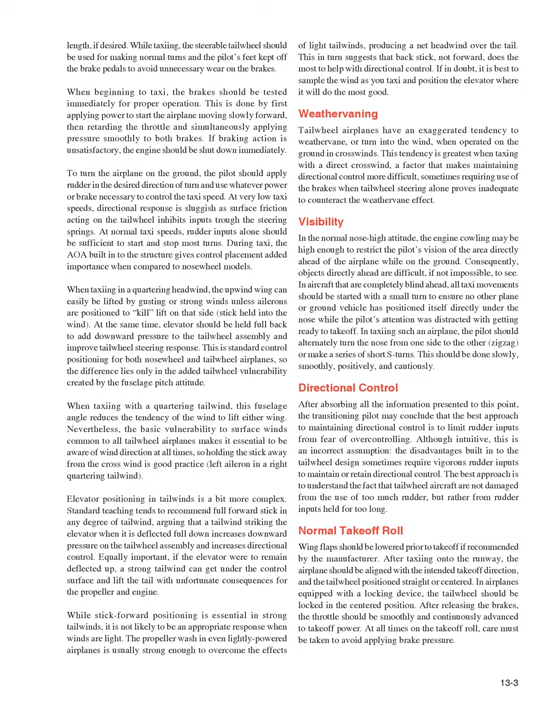 length, if desired. While taxiing, the steerable tailwheel should
be used for making normal turns and the pilot's feet kept off
the brake pedals to avoid unnecessary wear on the brakes.
When beginning to taxi, the brakes should be tested
immediately for proper operation. This is done by first
applying power to start the airplane moving slowly forward,
then retarding the throttle and simultaneously applying
pressure smoothly to both brakes. If braking action is
unsatisfactory, the engine should be shut down immediately.
To turn the airplane on the ground, the pilot should apply
rudder in the desired direction of turn and use whatever power
or brake necessary to control the taxi speed. At very low taxi
speeds, directional response is sluggish as surface friction
acting on the tailwheel inhibits inputs trough the steering
springs. At normal taxi speeds, rudder inputs alone should
be sufficient to start and stop most turns. During taxi, the
AOA built in to the structure gives control placement added
importance when compared to nosewheel models.
When taxiing in a quartering headwind, the upwind wing can
easily be lifted by gusting or strong winds unless ailerons
are positioned to “kill” lift on that side (stick held into the
wind). At the same time, elevator should be held full back
to add downward pressure to the tailwheel assembly and
improve tailwheel steering response. This is standard control
positioning for both nosewheel and tailwheel airplanes, so
the difference lies only in the added tailwheel vulnerability
created by the fuselage pitch attitude.
When taxiing with a quartering tailwind, this fuselage
angle reduces the tendency of the wind to lift either wing.
Nevertheless, the basic vulnerability to surface winds
common to all tailwheel airplanes makes it essential to be
aware of wind direction at all times, so holding the stick away
from the cross wind is good practice (left aileron in a right
quartering tailwind).
Elevator positioning in tailwinds is a bit more complex.
Standard teaching tends to recommend full forward stick in
any degree of tailwind, arguing that a tailwind striking the
elevator when it is deflected full down increases downward
pressure on the tailwheel assembly and increases directional
control. Equally important, if the elevator were to remain
deflected up, a strong tailwind can get under the control
surface and lift the tail with unfortunate consequences for
the propeller and engine.
While stick-forward positioning is essential in strong
tailwinds, it is not likely to be an appropriate response when
winds are light. The propeller wash in even lightly-powered
airplanes is usually strong enough to overcome the effects
of light tailwinds, producing a net headwind over the tail.
This in turn suggests that back stick, not forward, does the
most to help with directional control. If in doubt, it is best to
sample the wind as you taxi and position the elevator where
it will do the most good.
Weathervaning
Tailwheel airplanes have an exaggerated tendency to
weathervane, or turn into the wind, when operated on the
ground in crosswinds. This tendency is greatest when taxing
with a direct crosswind, a factor that makes maintaining
directional control more difficult, sometimes requiring use of
the brakes when tailwheel steering alone proves inadequate
to counteract the weathervane effect.
Visibility
In the normal nose-high attitude, the engine cowling may be
high enough to restrict the pilot's vision of the area directly
ahead of the airplane while on the ground. Consequently,
objects directly ahead are difficult, if not impossible, to see.
In aircraft that are completely blind ahead, all taxi movements
should be started with a small turn to ensure no other plane
or ground vehicle has positioned itself directly under the
nose while the pilot's attention was distracted with getting
ready to takeoff. In taxiing such an airplane, the pilot should
alternately turn the nose from one side to the other (zigzag)
or make a series of short S-turns. This should be done slowly,
smoothly, positively, and cautiously.
Directional Control
After absorbing all the information presented to this point,
the transitioning pilot may conclude that the best approach
to maintaining directional control is to limit rudder inputs
from fear of overcontrolling. Although intuitive, this is
an incorrect assumption: the disadvantages built in to the
tailwheel design sometimes require vigorous rudder inputs
to maintain or retain directional control. The best approach is
to understand the fact that tailwheel aircraft are not damaged
from the use of too much rudder, but rather from rudder
inputs held for too long.
Normal Takeoff Roll
Wing flaps should be lowered prior to takeoff if recommended
by the manufacturer. After taxiing onto the runway, the
airplane should be aligned with the intended takeoff direction,
and the tailwheel positioned straight or centered. In airplanes
equipped with a locking device, the tailwheel should be
locked in the centered position. After releasing the brakes,
the throttle should be smoothly and continuously advanced
to takeoff power. At all times on the takeoff roll, care must
be taken to avoid applying brake pressure.
13-3